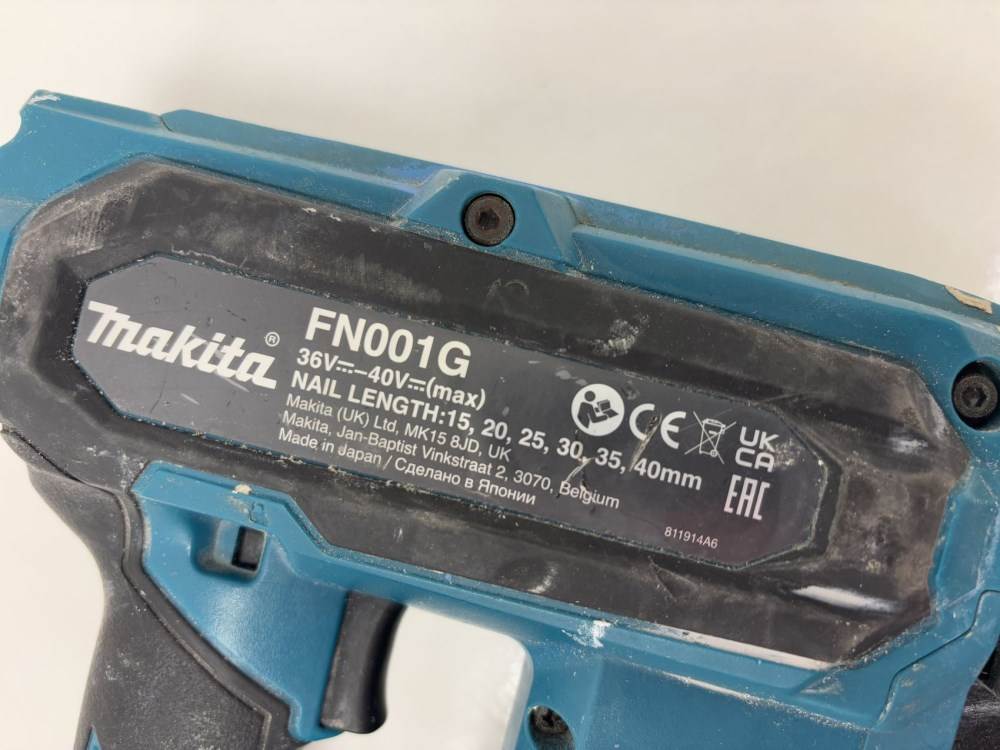 makita®
FN001G
36V⎓–40V⎓(max)
NAIL LENGTH:15, 20, 25, 30, 35, 40mm
Makita (UK) Ltd, MK15 8JD, UK
Makita, Jan-Baptist Vinkstraat 2, 3070, Belgium
Made in Japan / Сделано в Японии
CE
UK
CA
EAC
811914A6